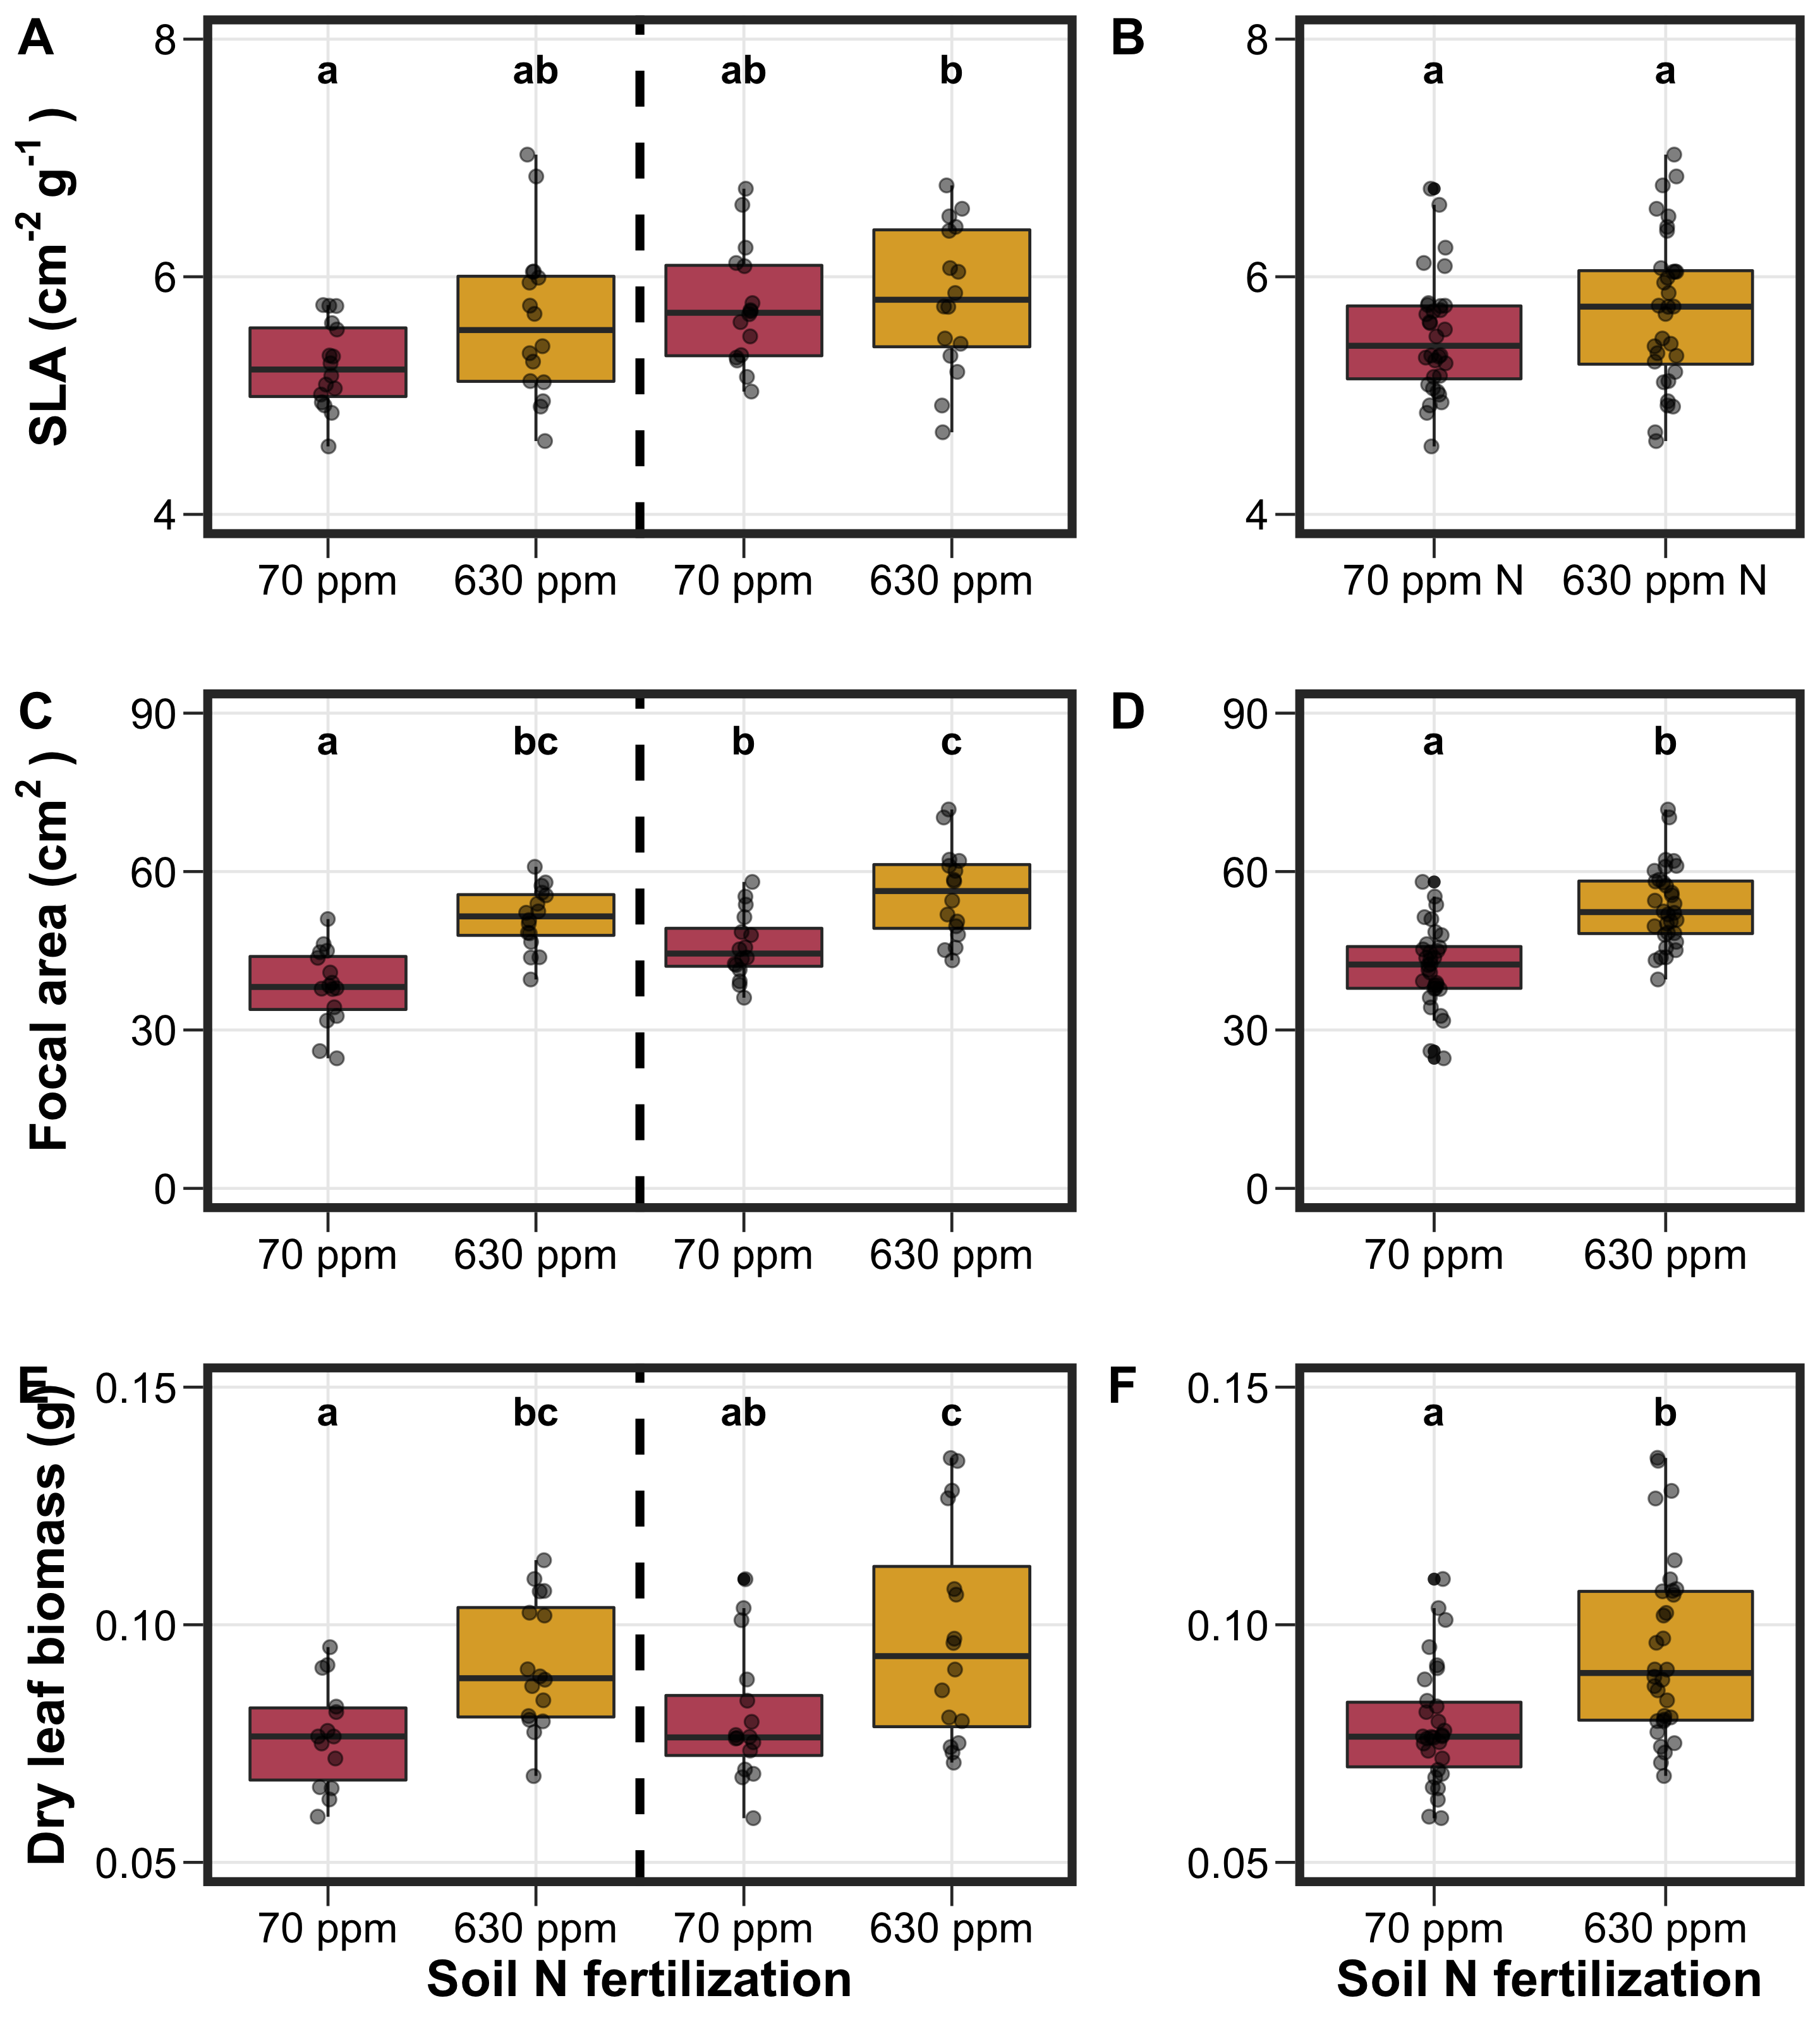 A
B
SLA (cm-2 g-1 )
8
6
4
a ab ab b
70 ppm 630 ppm 70 ppm 630 ppm
8
6
4
a a
70 ppm N 630 ppm N
C
D
Focal area (cm2 )
90
60
30
0
a bc b c
70 ppm 630 ppm 70 ppm 630 ppm
90
60
30
0
a b
70 ppm 630 ppm
E
F
Dry leaf biomass (g)
0.15
0.10
0.05
a bc ab c
70 ppm 630 ppm 70 ppm 630 ppm
Soil N fertilization
0.15
0.10
0.05
a b
70 ppm 630 ppm
Soil N fertilization